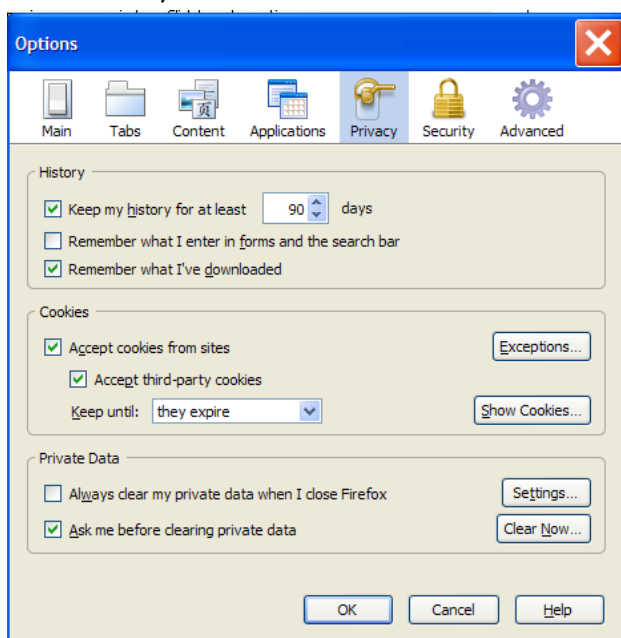 Options
Main Tabs Content Applications Privacy Security Advanced
History
Keep my history for at least 90 days
Remember what I enter in forms and the search bar
Remember what I've downloaded
Cookies
Accept cookies from sites Exceptions...
Accept third-party cookies
Keep until: they expire Show Cookies...
Private Data
Always clear my private data when I close Firefox Settings...
Ask me before clearing private data Clear Now...
OK Cancel Help